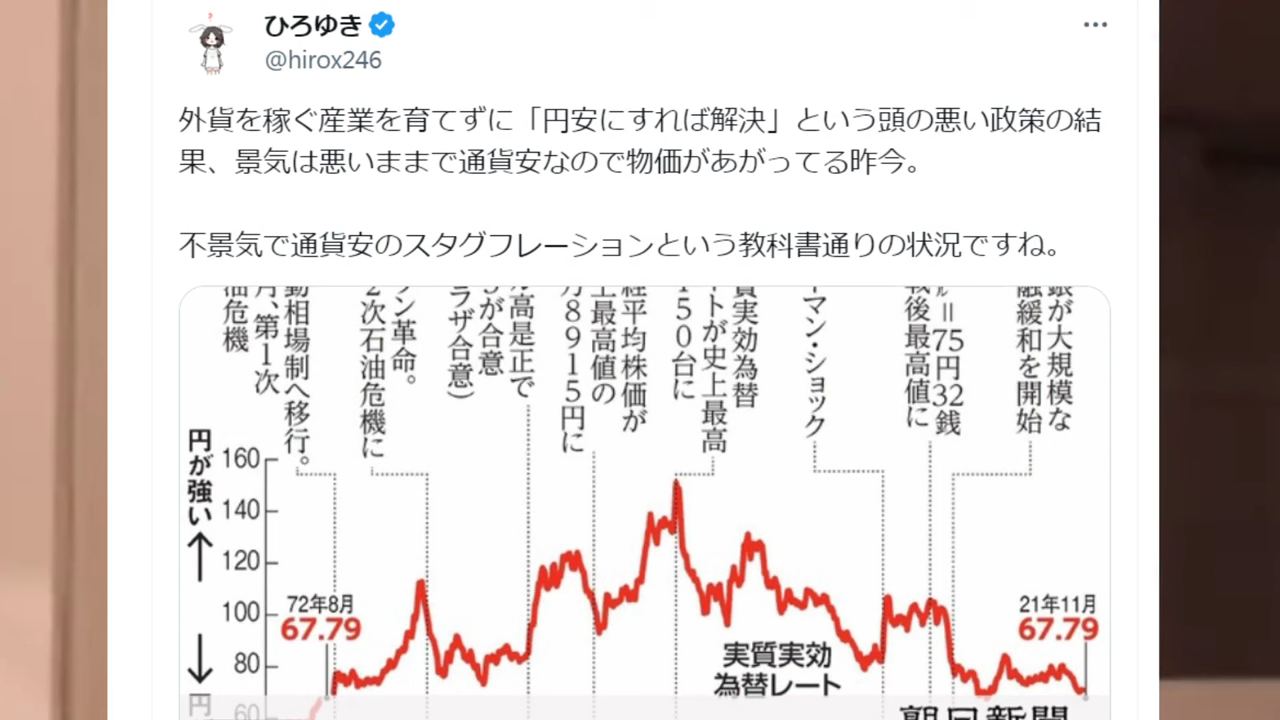 ひろゆき
@hirox246
外貨を稼ぐ産業を育てずに「円安にすれば解決」という頭の悪い政策の結
果、景気は悪いままで通貨安なので物価があがってる昨今。
不景気で通貨安のスタグフレーションという教科書通りの状況ですね。
動相場制へ移行。
月、第1次
油危機
ン革命。
2次石油危機に
高是正で
が合意
ラザ合意)
経平均株価が
上最高値の
万8915円に
質実効為替
トが史上最高
150台に
ーマン・ショック
=75円32銭
戦後最高値に
銀が大規模な
融緩和を開始
円が強い
円
160
140
120
100
80
60
72年8月
67.79
21年11月
67.79
実質実効
為替レート
朝日新聞